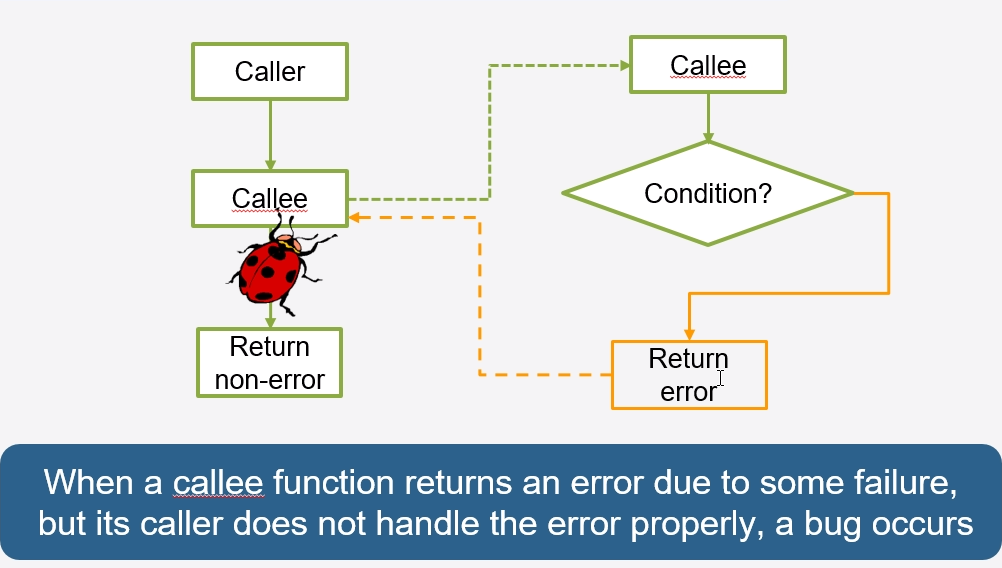 Caller
Callee
Return
non-error
Callee
Condition?
Return
error
When a callee function returns an error due to some failure,
but its caller does not handle the error properly, a bug occurs